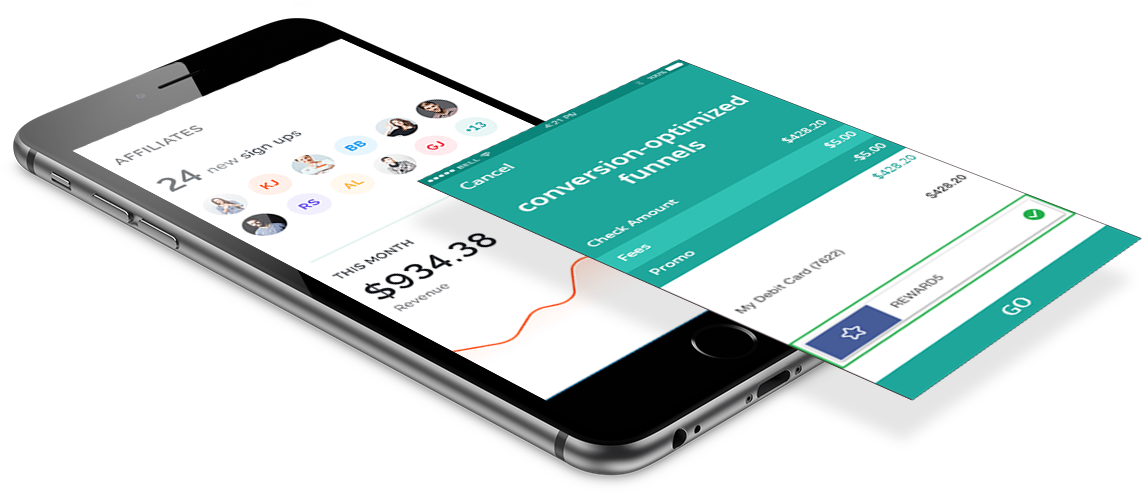 AFFILIATES
24 new sign ups
KJ
BB
+13
RS
AL
GJ
THIS MONTH
$934.38
Revenue
BELL 4:21 PM 100%
Cancel
conversion-optimized
funnels
Check Amount $428.20
Fees $5.00
Promo -$5.00
$428.20
My Debit Card (7622) $428.20
REWARDS
GO